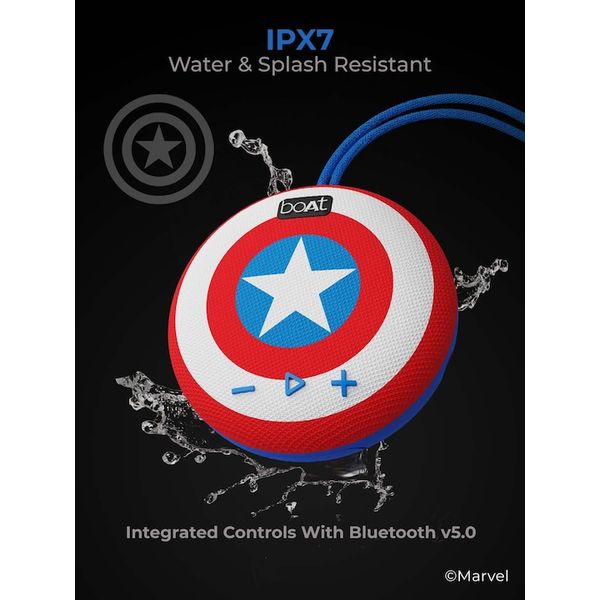 IPX7
Water & Splash Resistant
boAt
Integrated Controls With Bluetooth v5.0
©Marvel